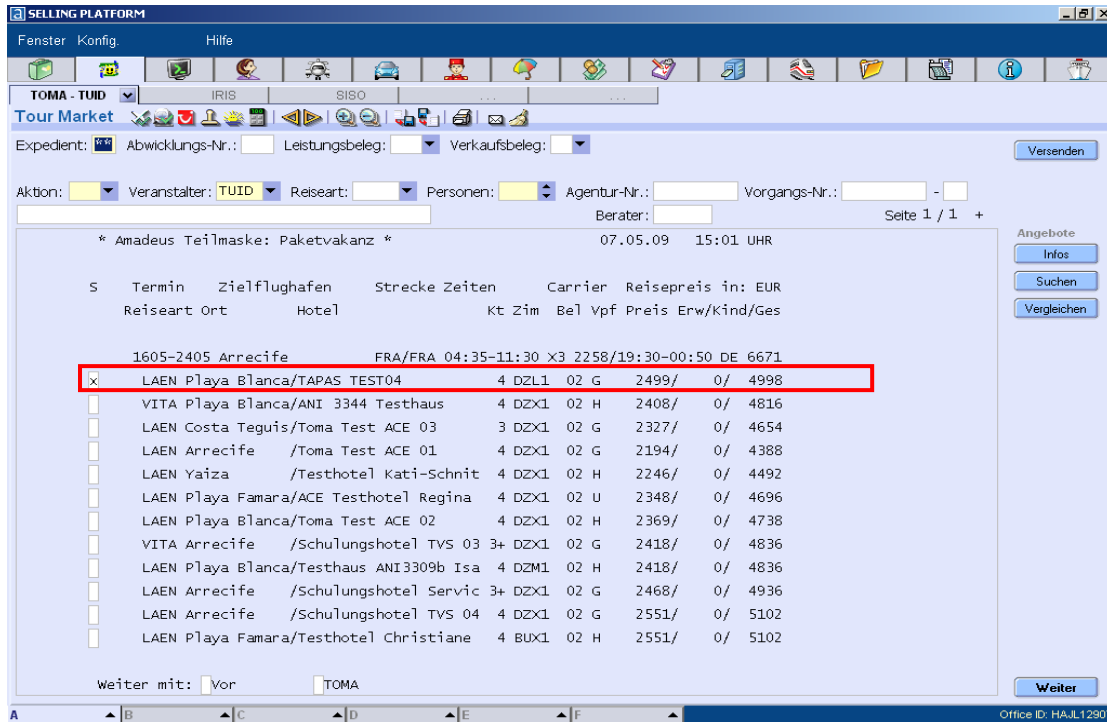 SELLING PLATFORM
Fenster Konfig. Hilfe
TOMA - TUID IRIS SISO ... ...
Tour Market
Expedient: ** Abwicklungs-Nr.: Leistungsbeleg: Verkaufsbeleg:
Versenden
Aktion: Veranstalter: TUID Reiseart: Personen: Agentur-Nr.: Vorgangs-Nr.: -
Berater: Seite 1 / 1 +
* Amadeus Teilmaske: Paketvakanz * 07.05.09 15:01 UHR
Angebote
Infos
Suchen
Vergleichen
S Termin Zielflughafen Strecke Zeiten Carrier Reisepreis in: EUR
Reiseart Ort Hotel Kt Zim Bel Vpf Preis Erw/Kind/Ges
1605-2405 Arrecife FRA/FRA 04:35-11:30 X3 2258/19:30-00:50 DE 6671
x LAEN Playa Blanca/TAPAS TEST04 4 DZL1 02 G 2499/ 0/ 4998
VITA Playa Blanca/ANI 3344 Testhaus 4 DZX1 02 H 2408/ 0/ 4816
LAEN Costa Teguis/Toma Test ACE 03 3 DZX1 02 G 2327/ 0/ 4654
LAEN Arrecife /Toma Test ACE 01 4 DZX1 02 G 2194/ 0/ 4388
LAEN Yaiza /Testhotel Kati-Schnit 4 DZX1 02 H 2246/ 0/ 4492
LAEN Playa Famara/ACE Testhotel Regina 4 DZX1 02 U 2348/ 0/ 4696
LAEN Playa Blanca/Toma Test ACE 02 4 DZX1 02 H 2369/ 0/ 4738
VITA Arrecife /Schulungshotel TVS 03 3+ DZX1 02 G 2418/ 0/ 4836
LAEN Playa Blanca/Testhaus ANI3309b Isa 4 DZM1 02 H 2418/ 0/ 4836
LAEN Arrecife /Schulungshotel Servic 3+ DZX1 02 G 2468/ 0/ 4936
LAEN Arrecife /Schulungshotel TVS 04 4 DZX1 02 G 2551/ 0/ 5102
LAEN Playa Famara/Testhotel Christiane 4 BUX1 02 H 2551/ 0/ 5102
Weiter mit: Vor TOMA
Weiter
A B C D E F Office ID: HAJL1290